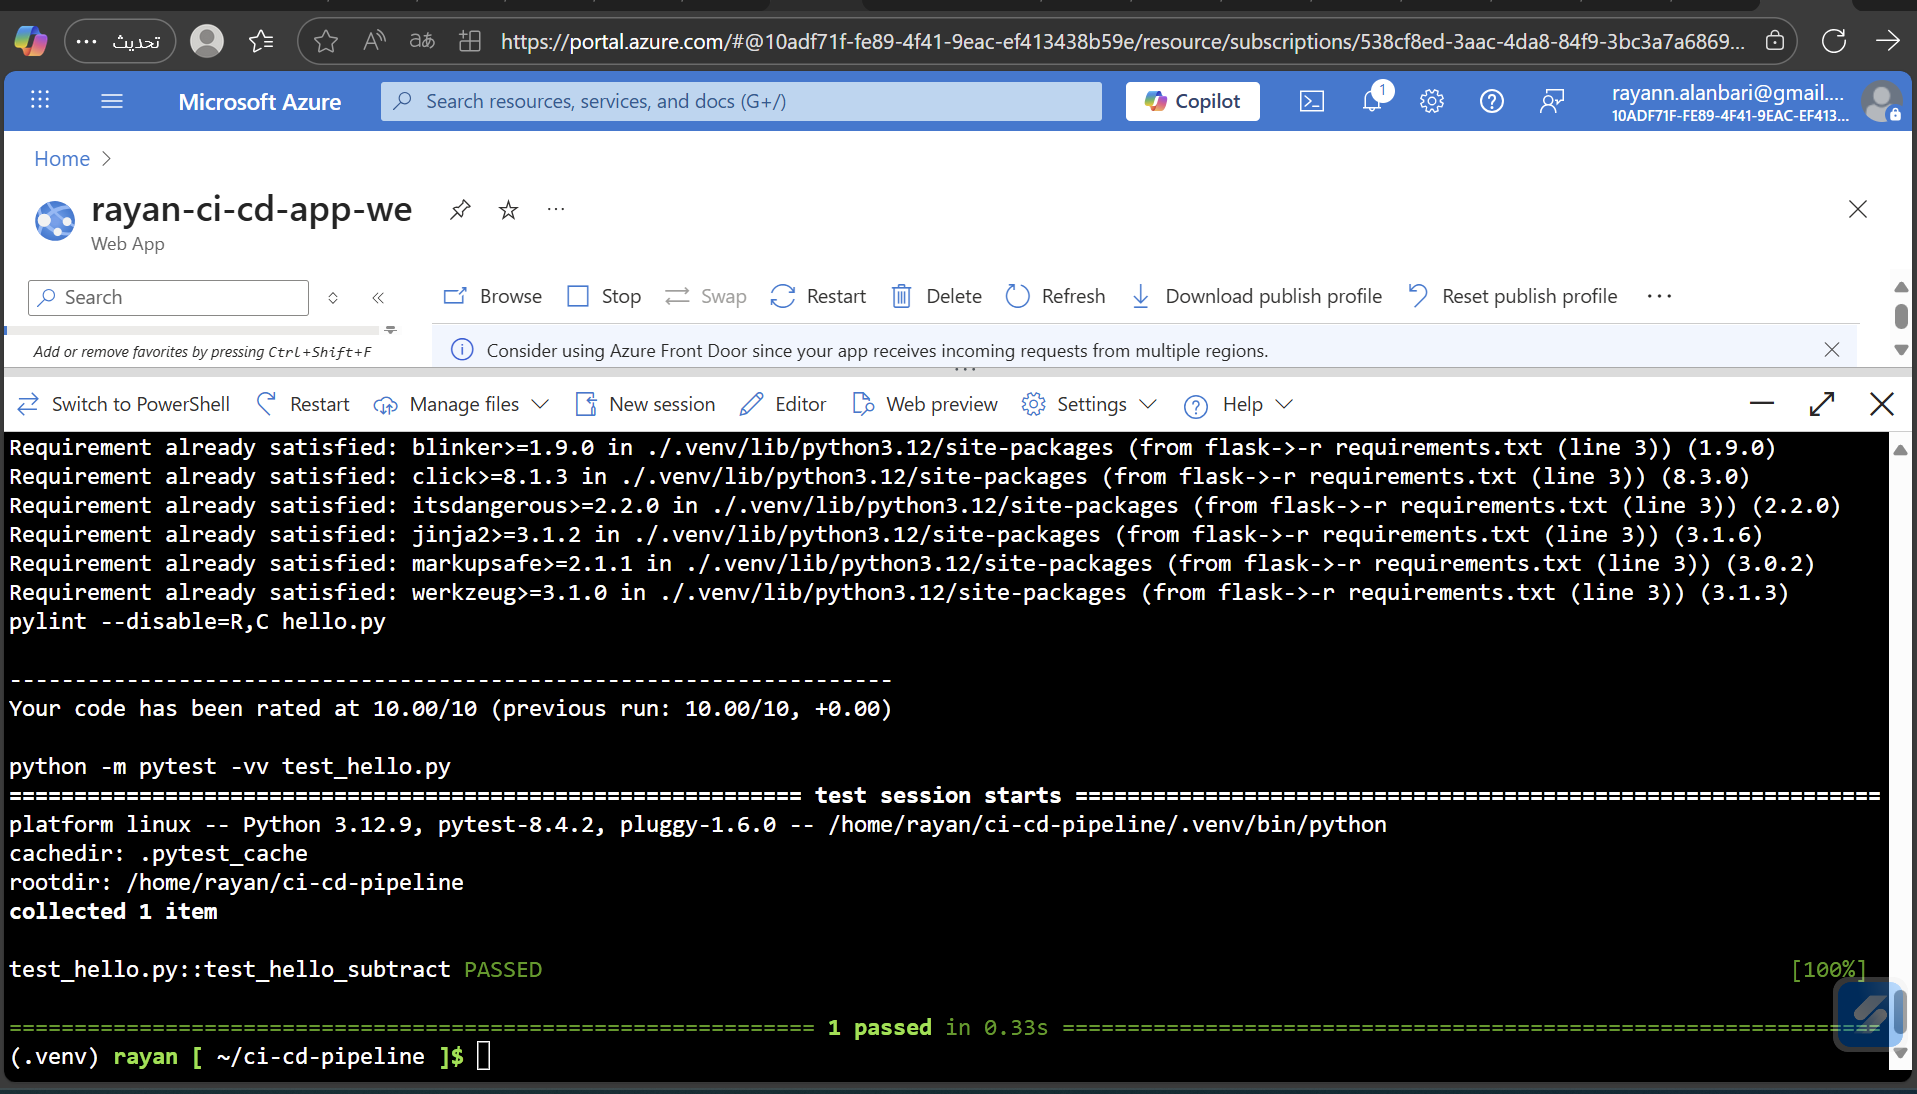 تحديث
https://portal.azure.com/#@10adf71f-fe89-4f41-9eac-ef413438b59e/resource/subscriptions/538cf8ed-3aac-4da8-84f9-3bc3a7a6869...
Microsoft Azure
Search resources, services, and docs (G+/)
Copilot
1
rayann.alanbari@gmail....
10ADF71F-FE89-4F41-9EAC-EF413...
Home
rayan-ci-cd-app-we
Web App
Search
Browse Stop Swap Restart Delete Refresh Download publish profile Reset publish profile
Add or remove favorites by pressing Ctrl+Shift+F
Consider using Azure Front Door since your app receives incoming requests from multiple regions.
Switch to PowerShell Restart Manage files New session Editor Web preview Settings Help
Requirement already satisfied: blinker>=1.9.0 in ./.venv/lib/python3.12/site-packages (from flask->-r requirements.txt (line 3)) (1.9.0)
Requirement already satisfied: click>=8.1.3 in ./.venv/lib/python3.12/site-packages (from flask->-r requirements.txt (line 3)) (8.3.0)
Requirement already satisfied: itsdangerous>=2.2.0 in ./.venv/lib/python3.12/site-packages (from flask->-r requirements.txt (line 3)) (2.2.0)
Requirement already satisfied: jinja2>=3.1.2 in ./.venv/lib/python3.12/site-packages (from flask->-r requirements.txt (line 3)) (3.1.6)
Requirement already satisfied: markupsafe>=2.1.1 in ./.venv/lib/python3.12/site-packages (from flask->-r requirements.txt (line 3)) (3.0.2)
Requirement already satisfied: werkzeug>=3.1.0 in ./.venv/lib/python3.12/site-packages (from flask->-r requirements.txt (line 3)) (3.1.3)
pylint --disable=R,C hello.py
--------------------------------------------------------------------
Your code has been rated at 10.00/10 (previous run: 10.00/10, +0.00)
python -m pytest -vv test_hello.py
============================================================= test session starts ==============================================================
platform linux -- Python 3.12.9, pytest-8.4.2, pluggy-1.6.0 -- /home/rayan/ci-cd-pipeline/.venv/bin/python
cachedir: .pytest_cache
rootdir: /home/rayan/ci-cd-pipeline
collected 1 item
test_hello.py::test_hello_subtract PASSED [100%]
============================================================== 1 passed in 0.33s ===============================================================
(.venv) rayan [ ~/ci-cd-pipeline ]$